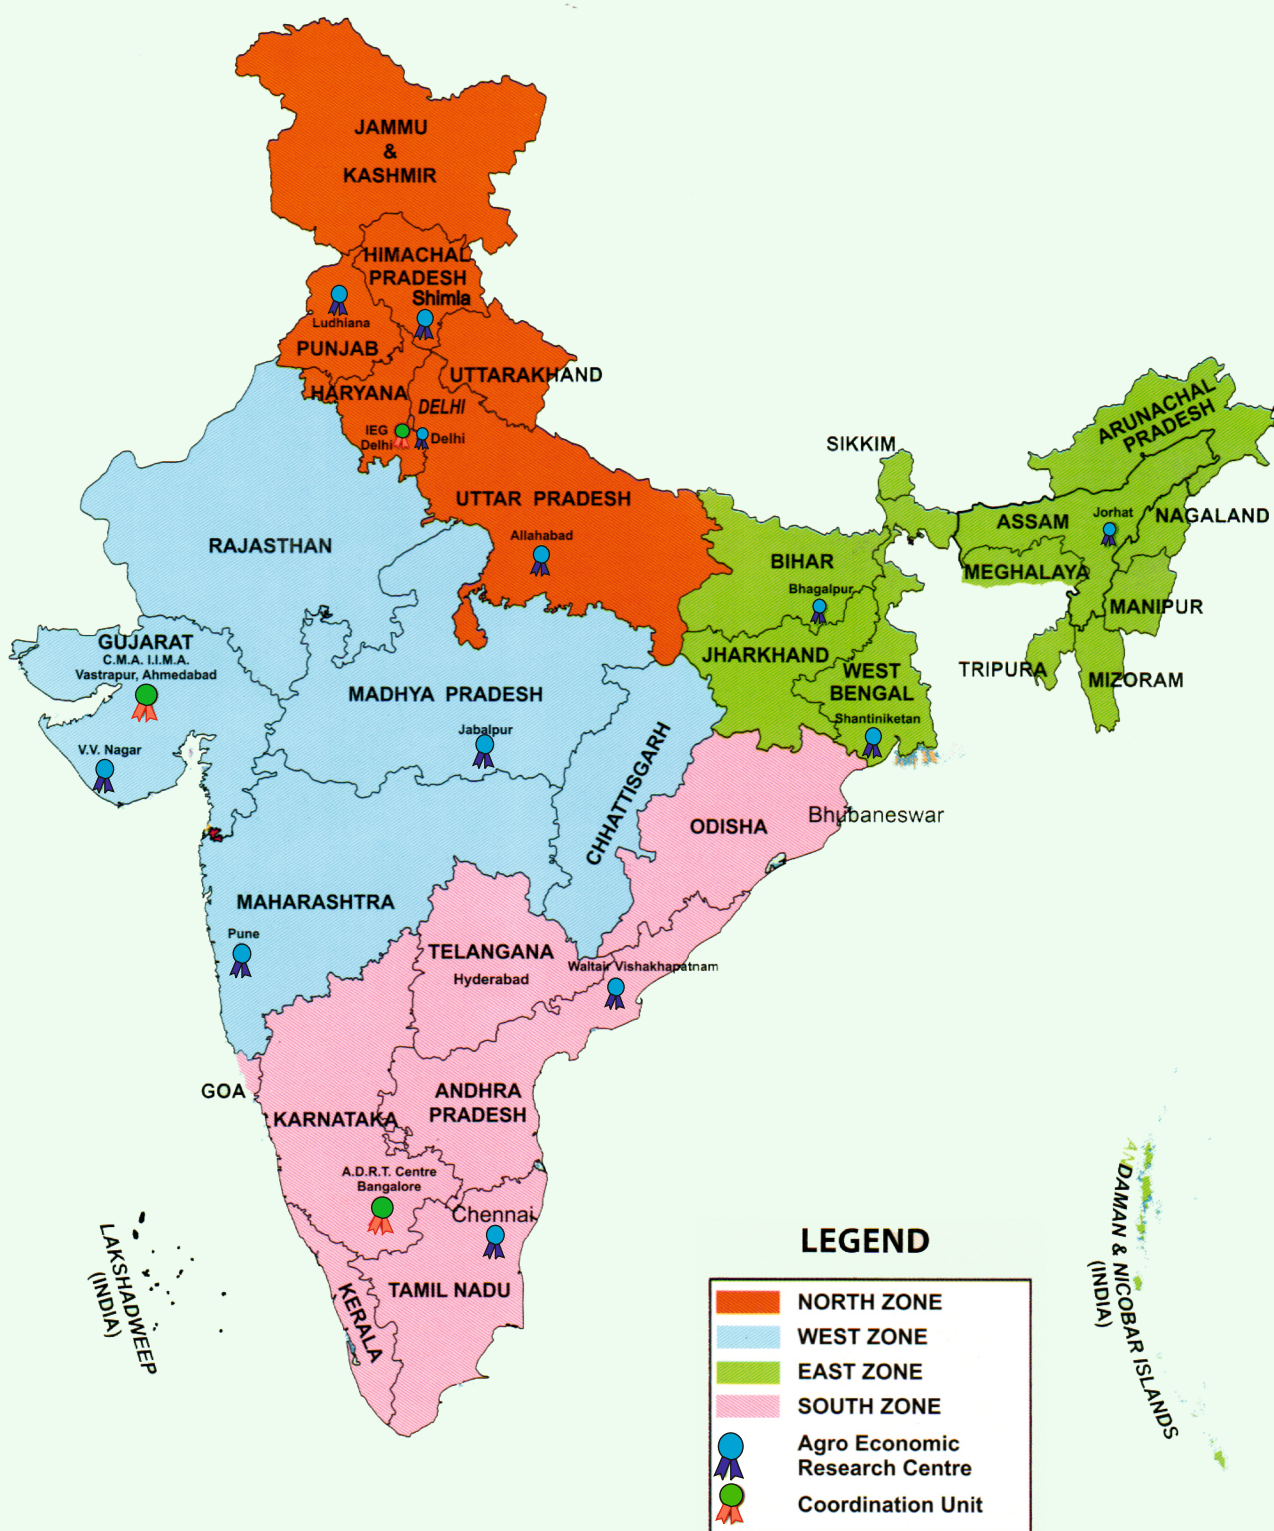 JAMMU
&
KASHMIR
HIMACHAL
PRADESH
Shimla
Ludhiana
PUNJAB
UTTARAKHAND
HARYANA
DELHI
IEG
Delhi
Delhi
UTTAR PRADESH
Allahabad
RAJASTHAN
SIKKIM
ARUNACHAL
PRADESH
ASSAM
Jorhat
NAGALAND
MEGHALAYA
MANIPUR
TRIPURA
MIZORAM
BIHAR
Bhagalpur
JHARKHAND
WEST
BENGAL
Shantiniketan
GUJARAT
C.M.A. I.I.M.A.
Vastrapur, Ahmedabad
V.V. Nagar
MADHYA PRADESH
Jabalpur
CHHATTISGARH
ODISHA
Bhubaneswar
MAHARASHTRA
Pune
TELANGANA
Hyderabad
Waltair Vishakhapatnam
GOA
KARNATAKA
ANDHRA
PRADESH
A.D.R.T. Centre
Bangalore
Chennai
TAMIL NADU
KERALA
LAKSHADWEEP
(INDIA)
AN
DAMAN & NICOBAR ISLANDS
(INDIA)
LEGEND
NORTH ZONE
WEST ZONE
EAST ZONE
SOUTH ZONE
Agro Economic
Research Centre
Coordination Unit